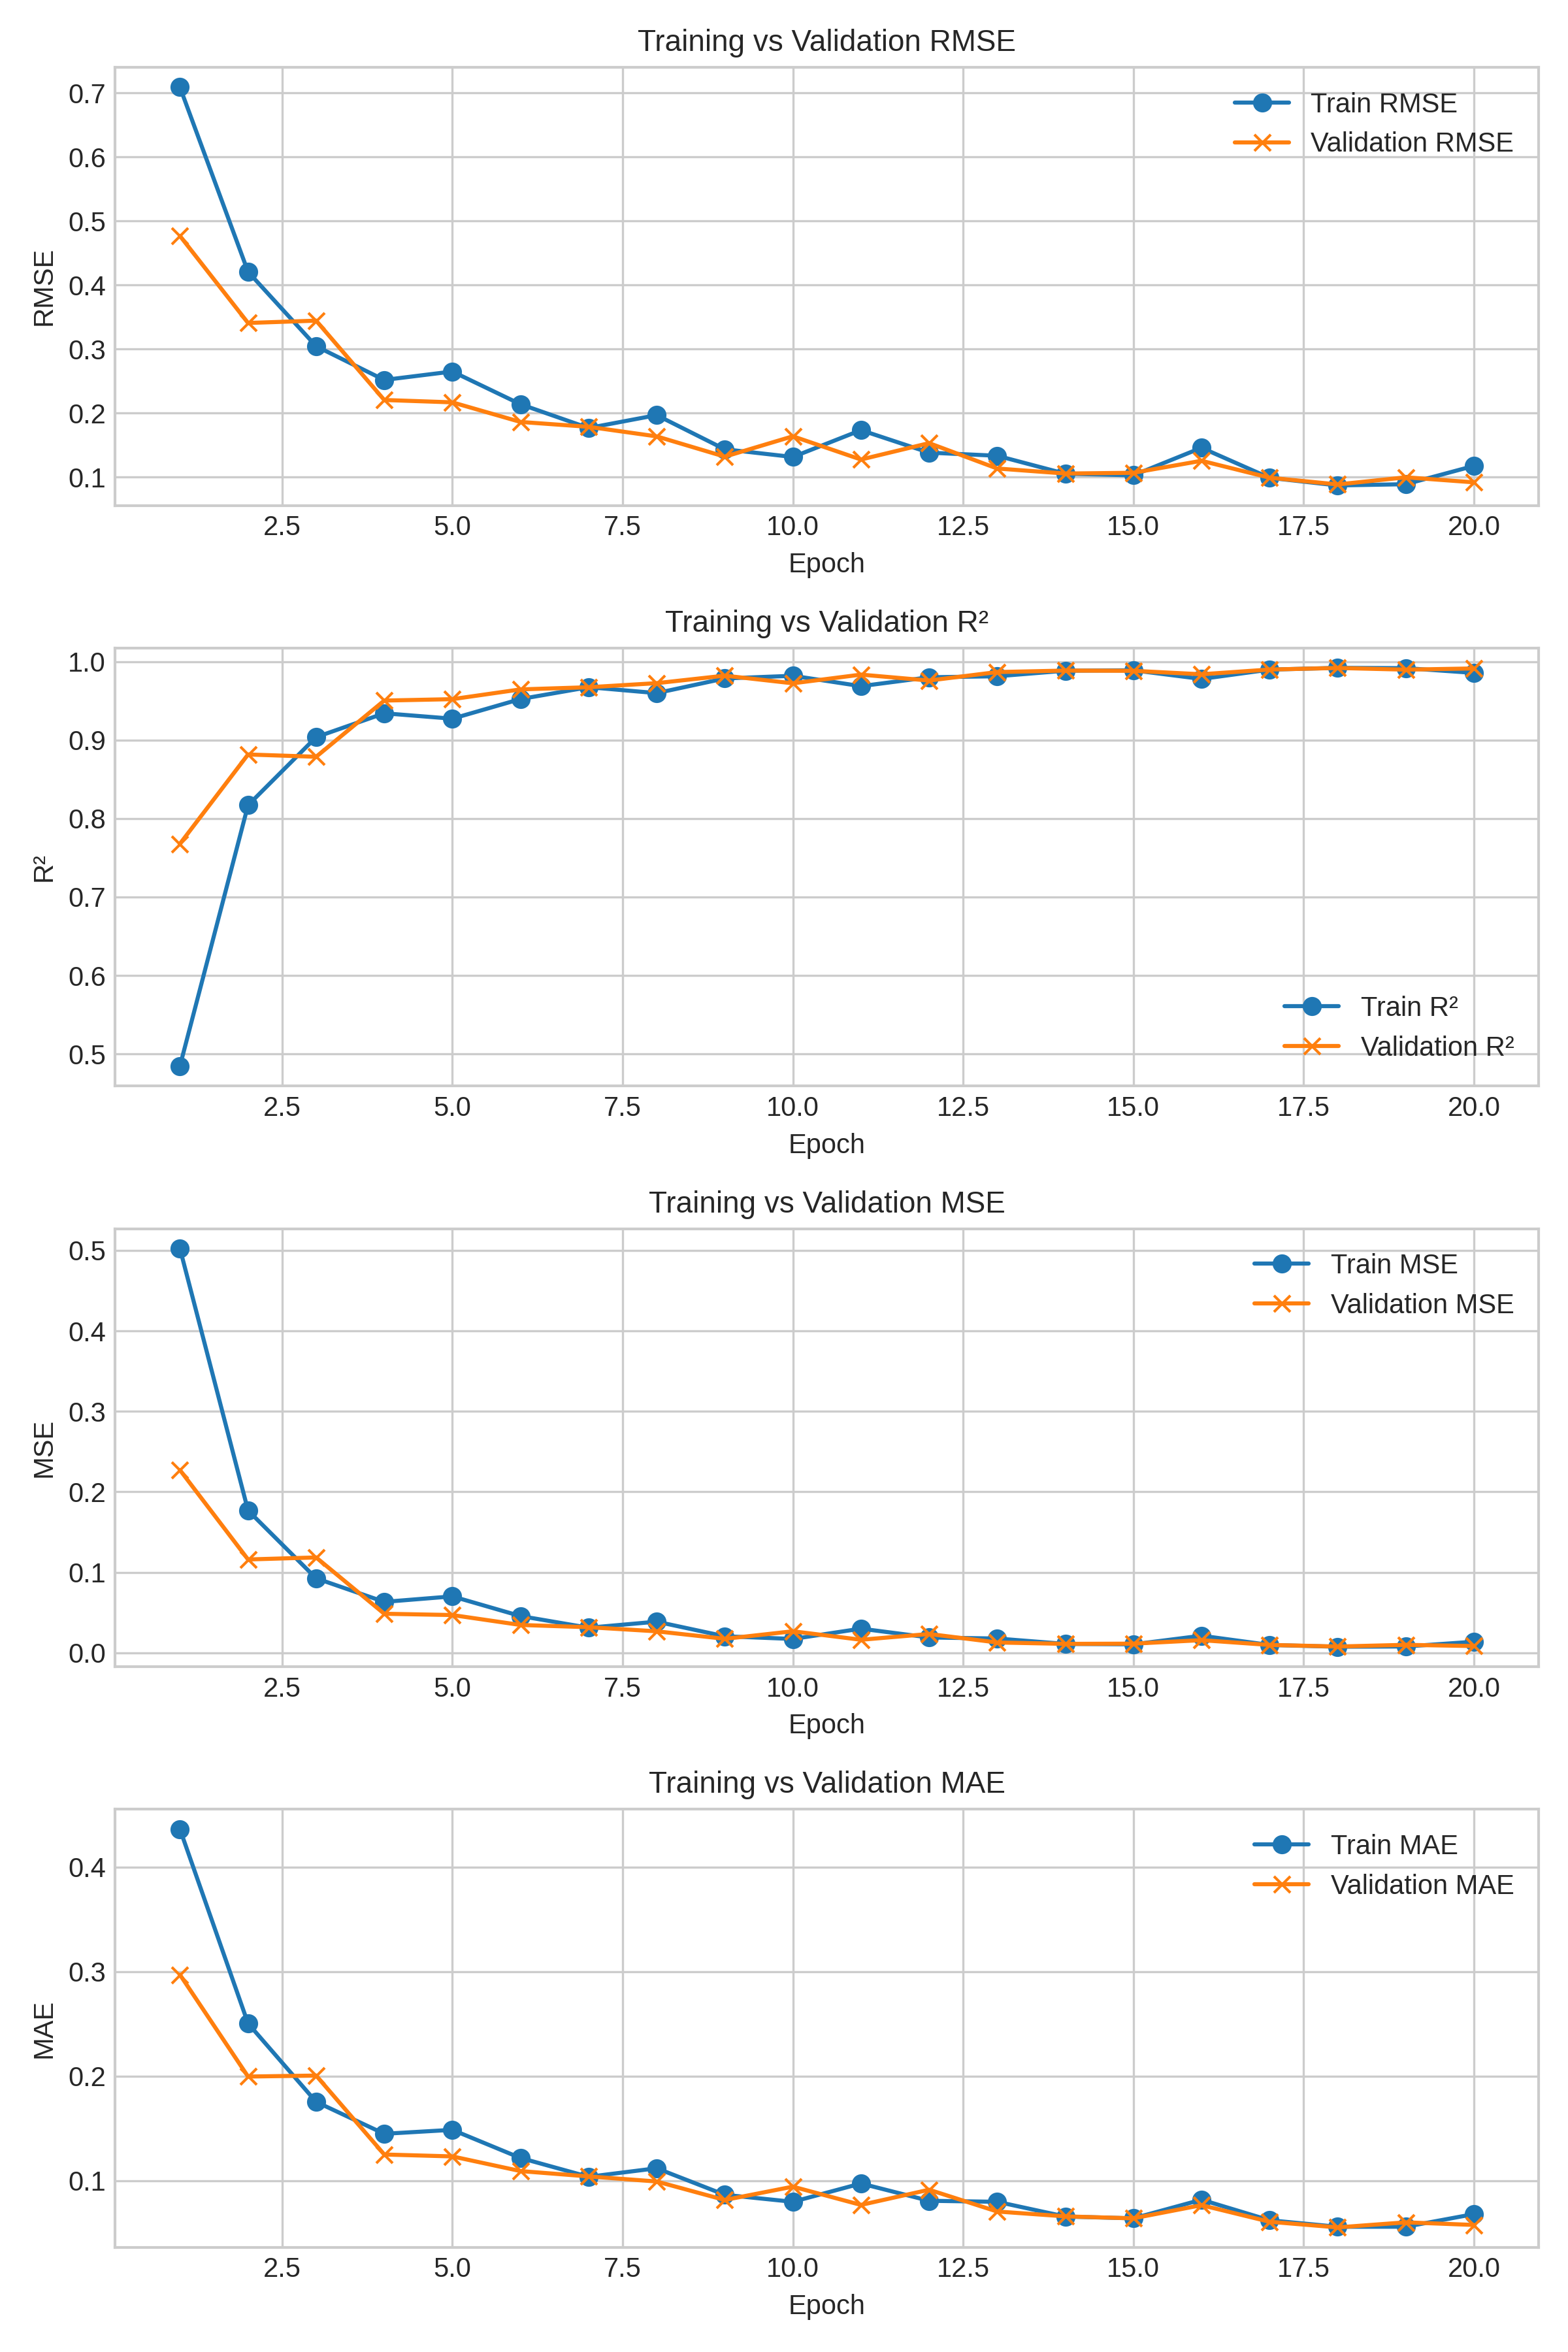 Training vs Validation RMSE
0.7
0.6
0.5
0.4
0.3
0.2
0.1
RMSE
Train RMSE
Validation RMSE
2.5 5.0 7.5 10.0 12.5 15.0 17.5 20.0
Epoch
Training vs Validation R²
1.0
0.9
0.8
0.7
0.6
0.5
R²
Train R²
Validation R²
2.5 5.0 7.5 10.0 12.5 15.0 17.5 20.0
Epoch
Training vs Validation MSE
0.5
0.4
0.3
0.2
0.1
0.0
MSE
Train MSE
Validation MSE
2.5 5.0 7.5 10.0 12.5 15.0 17.5 20.0
Epoch
Training vs Validation MAE
0.4
0.3
0.2
0.1
MAE
Train MAE
Validation MAE
2.5 5.0 7.5 10.0 12.5 15.0 17.5 20.0
Epoch